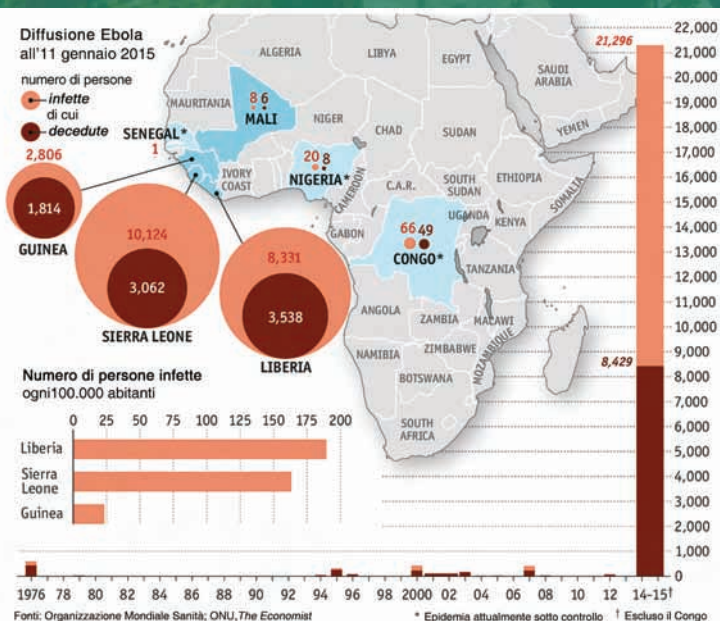 Diffusione Ebola
all'11 gennaio 2015
numero di persone
infette
di cui
decedute
ALGERIA
LIBYA
EGYPT
SAUDI
ARABIA
YEMEN
MAURITANIA
8 6
MALI
NIGER
CHAD
SUDAN
SENEGAL*
1
IVORY
COAST
20 8
NIGERIA*
CAMEROON
C.A.R.
SOUTH
SUDAN
ETHIOPIA
SOMALIA
UGANDA
KENYA
GABON
66 49
CONGO*
TANZANIA
ANGOLA
ZAMBIA
MALAWI
MOZAMBIQUE
ZIMBABWE
NAMIBIA
BOTSWANA
SOUTH
AFRICA
2,806
1,814
GUINEA
10,124
3,062
SIERRA LEONE
8,331
3,538
LIBERIA
Numero di persone infette
ogni100.000 abitanti
0 25 50 75 100 125 150 175 200
Liberia
Sierra
Leone
Guinea
21,296
8,429
22,000
21,000
20,000
19,000
18,000
17,000
16,000
15,000
14,000
13,000
12,000
11,000
10,000
9,000
8,000
7,000
6,000
5,000
4,000
3,000
2,000
1,000
0
1976 78 80 82 84 86 88 90 92 94 96 98 2000 02 04 06 08 10 12 14-15†
Fonti: Organizzazione Mondiale Sanità; ONU, The Economist
* Epidemia attualmente sotto controllo † Escluso il Congo